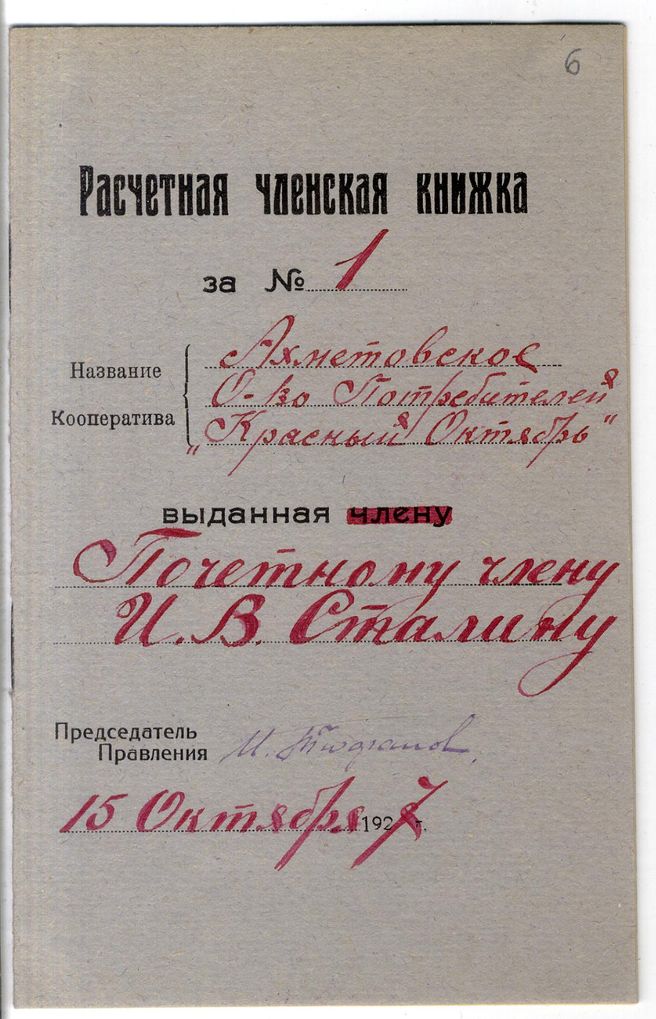 6
Расчетная членская книжка
за № 1
Название Кооператива
Ахметовское
О-во Потребителей
„Красный Октябрь"
выданная члену
Почетному члену
И. В. Сталину
Председатель
Правления
15 Октября 1927 г.